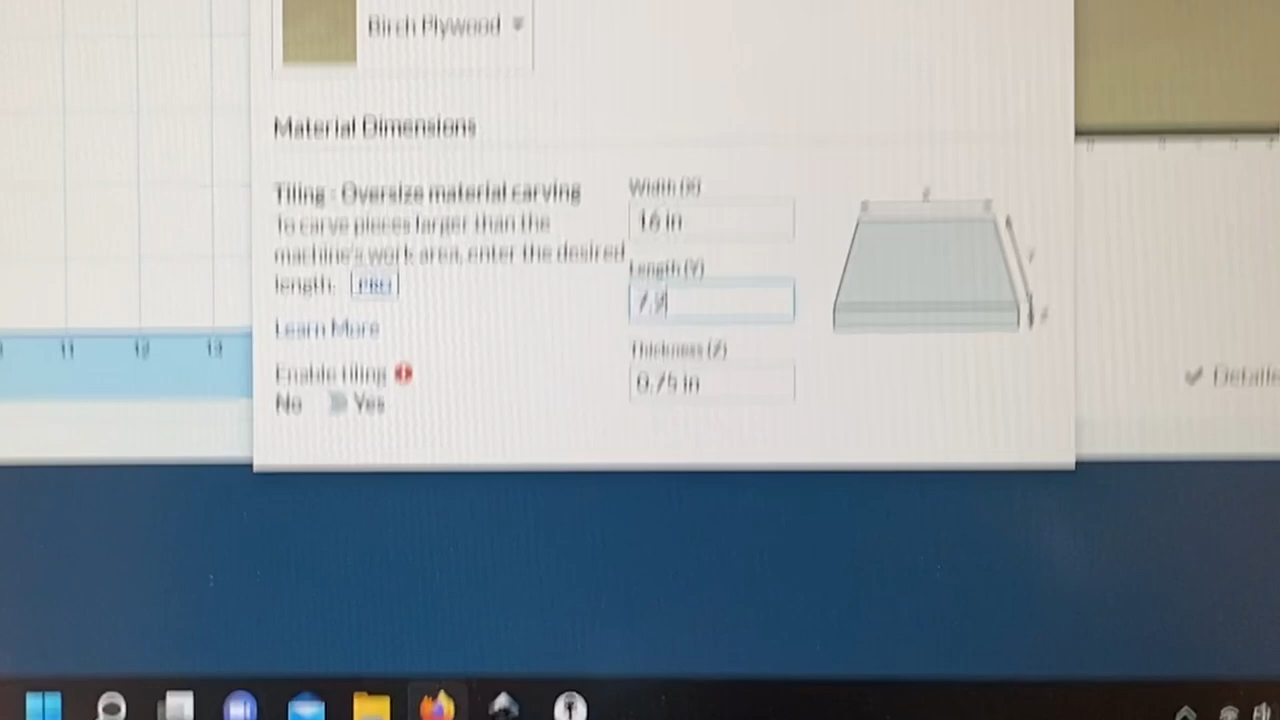 Birch Plywood
Material Dimensions
Tiling - Oversize material carving
To carve pieces larger than the
machine's work area, enter the desired
length. PRO
Learn More
Enable tiling
No Yes
Width (X)
16 in
Length (Y)
Thickness (Z)
0.75 in
11 12 13